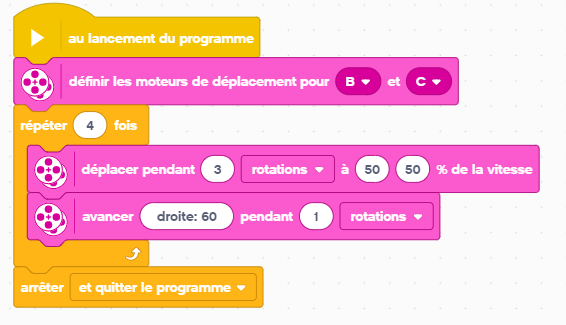 au lancement du programme
définir les moteurs de déplacement pour B et C
répéter 4 fois
déplacer pendant 3 rotations à 50 50 % de la vitesse
avancer droite: 60 pendant 1 rotations
arrêter et quitter le programme